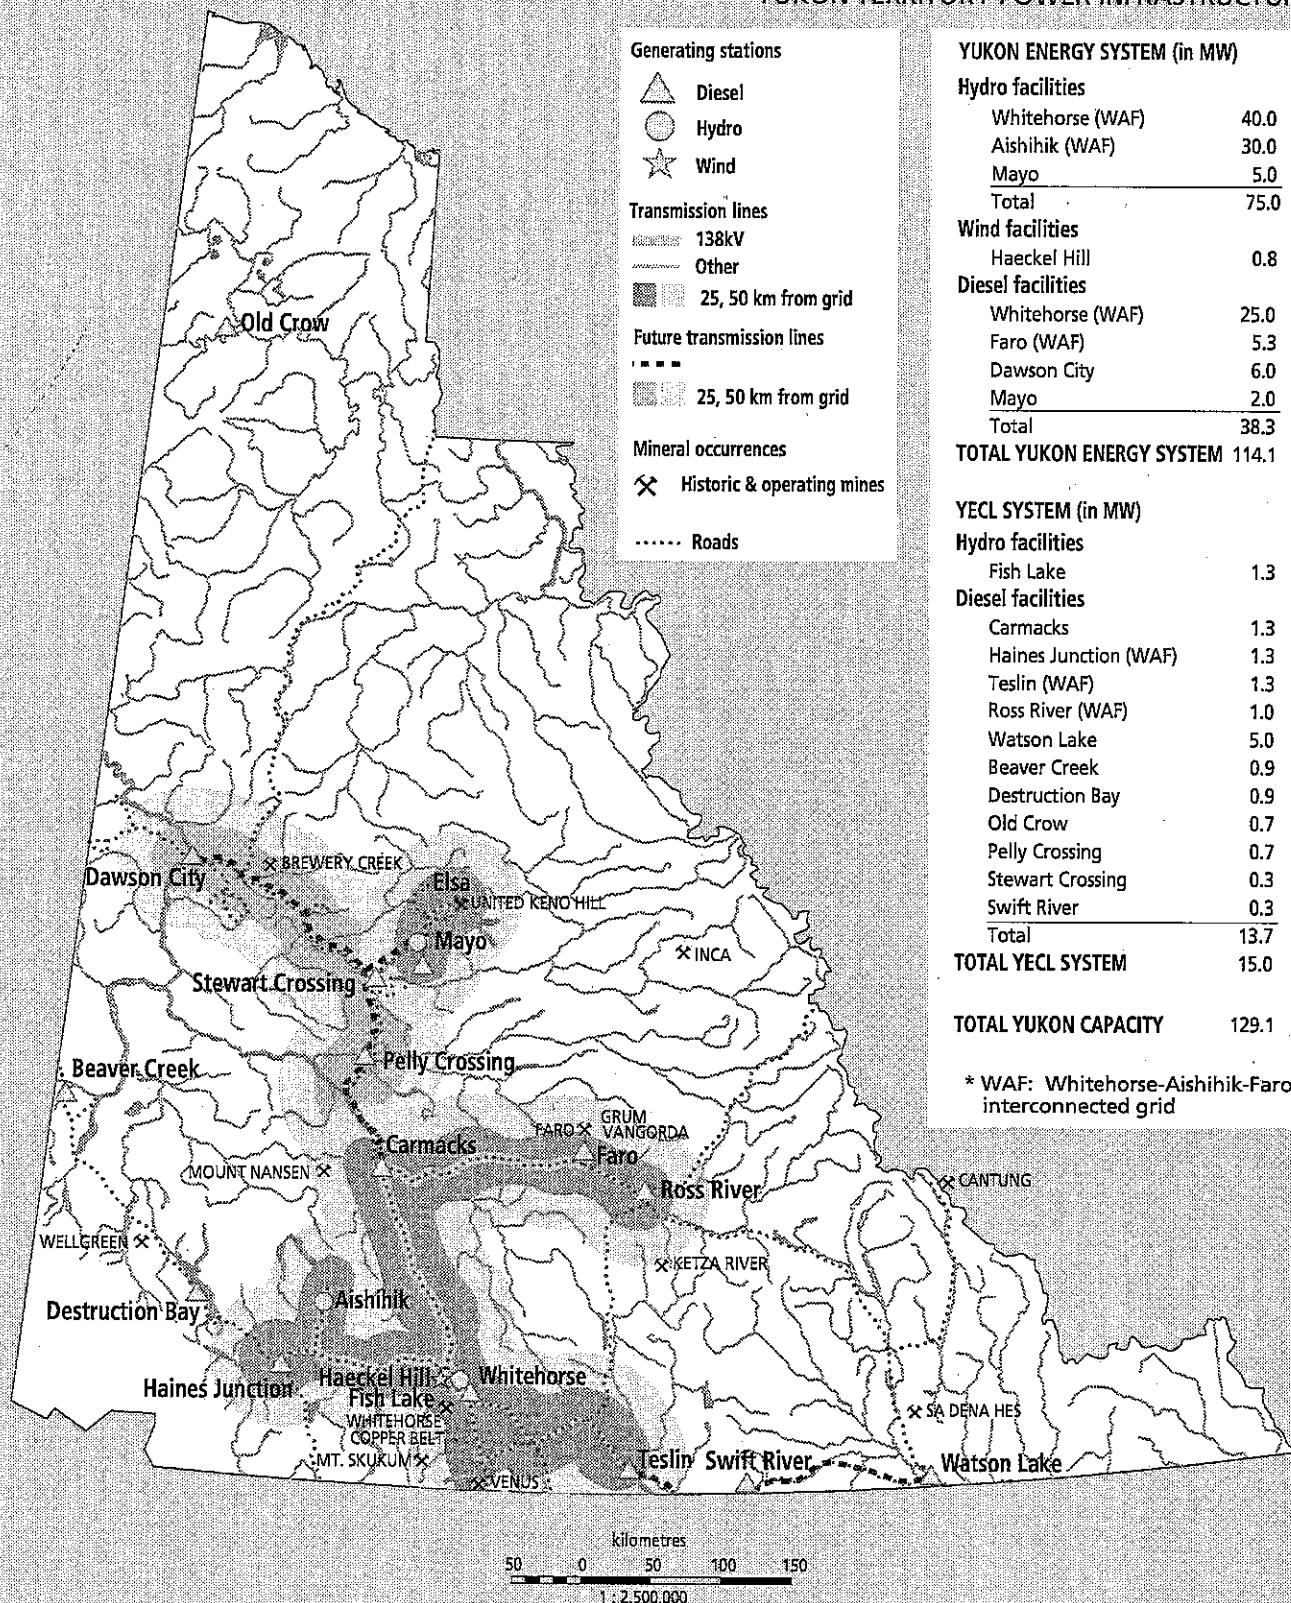 Generating stations
Diesel
Hydro
Wind
Transmission lines
138kV
Other
25, 50 km from grid
Future transmission lines
25, 50 km from grid
Mineral occurrences
Historic & operating mines
Roads
YUKON ENERGY SYSTEM (in MW)
Hydro facilities
Whitehorse (WAF) 40.0
Aishihik (WAF) 30.0
Mayo 5.0
Total 75.0
Wind facilities
Haeckel Hill 0.8
Diesel facilities
Whitehorse (WAF) 25.0
Faro (WAF) 5.3
Dawson City 6.0
Mayo 2.0
Total 38.3
TOTAL YUKON ENERGY SYSTEM 114.1
YECL SYSTEM (in MW)
Hydro facilities
Fish Lake 1.3
Diesel facilities
Carmacks 1.3
Haines Junction (WAF) 1.3
Teslin (WAF) 1.3
Ross River (WAF) 1.0
Watson Lake 5.0
Beaver Creek 0.9
Destruction Bay 0.9
Old Crow 0.7
Pelly Crossing 0.7
Stewart Crossing 0.3
Swift River 0.3
Total 13.7
TOTAL YECL SYSTEM 15.0
TOTAL YUKON CAPACITY 129.1
* WAF: Whitehorse-Aishihik-Faro
interconnected grid
Old Crow
BREWERY CREEK
Dawson City
Elsa
UNITED KENO HILL
Mayo
INCA
Stewart Crossing
Pelly Crossing
Beaver Creek
GRUM
FARO VANGORDA
Carmacks
Faro
MOUNT NANSEN
Ross River
CANTUNG
WELLGREEN
KETZA RIVER
Aishihik
Destruction Bay
Haeckel Hill
Whitehorse
Haines Junction
Fish Lake
WHITEHORSE
COPPER BELT
SA DENA HES
MT. SKUKUM
Teslin
Swift River
Watson Lake
VENUS
kilometres
50 0 50 100 150
1 : 2,500,000